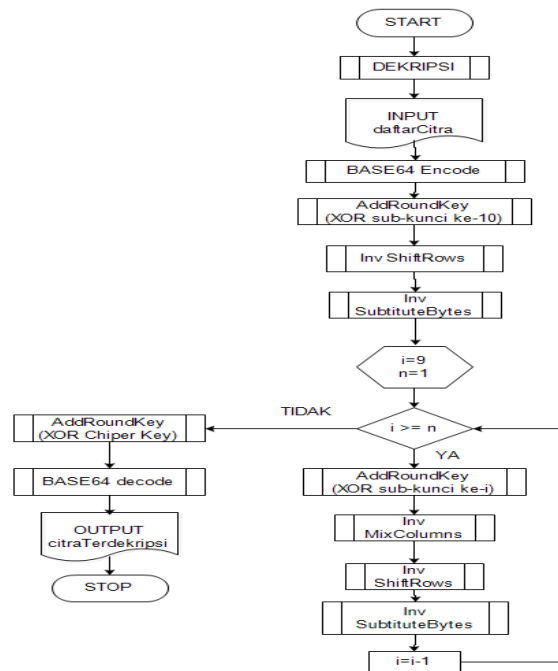 START
DEKRIPSI
INPUT
daftarCitra
BASE64 Encode
AddRoundKey
(XOR sub-kunci ke-10)
Inv ShiftRows
Inv
SubtituteBytes
i=9
n=1
i >= n
TIDAK
YA
AddRoundKey
(XOR sub-kunci ke-i)
Inv
MixColumns
Inv
ShiftRows
Inv
SubtituteBytes
i=i-1
AddRoundKey
(XOR Chiper Key)
BASE64 decode
OUTPUT
citraTerdekripsi
STOP